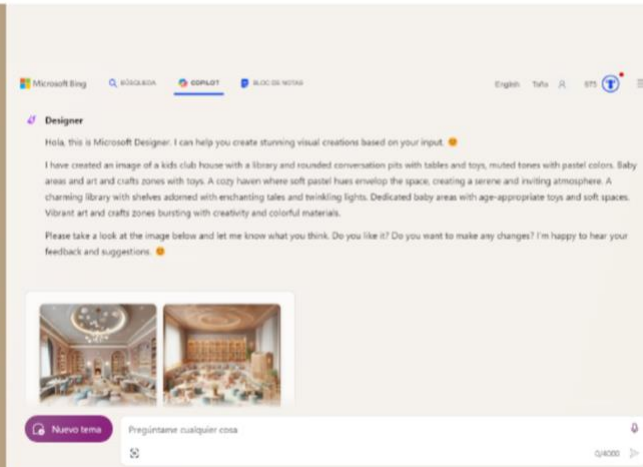 Microsoft Bing BÚSQUEDA COPILOT BLOC DE NOTAS English Toña 975
Designer
Hola, this is Microsoft Designer. I can help you create stunning visual creations based on your input.
I have created an image of a kids club house with a library and rounded conversation pits with tables and toys, muted tones with pastel colors. Baby
areas and art and crafts zones with toys. A cozy haven where soft pastel hues envelop the space, creating a serene and inviting atmosphere. A
charming library with shelves adorned with enchanting tales and twinkling lights. Dedicated baby areas with age-appropriate toys and soft spaces.
Vibrant art and crafts zones bursting with creativity and colorful materials.
Please take a look at the image below and let me know what you think. Do you like it? Do you want to make any changes? I'm happy to hear your
feedback and suggestions.
Nuevo tema
Pregúntame cualquier cosa
0/4000